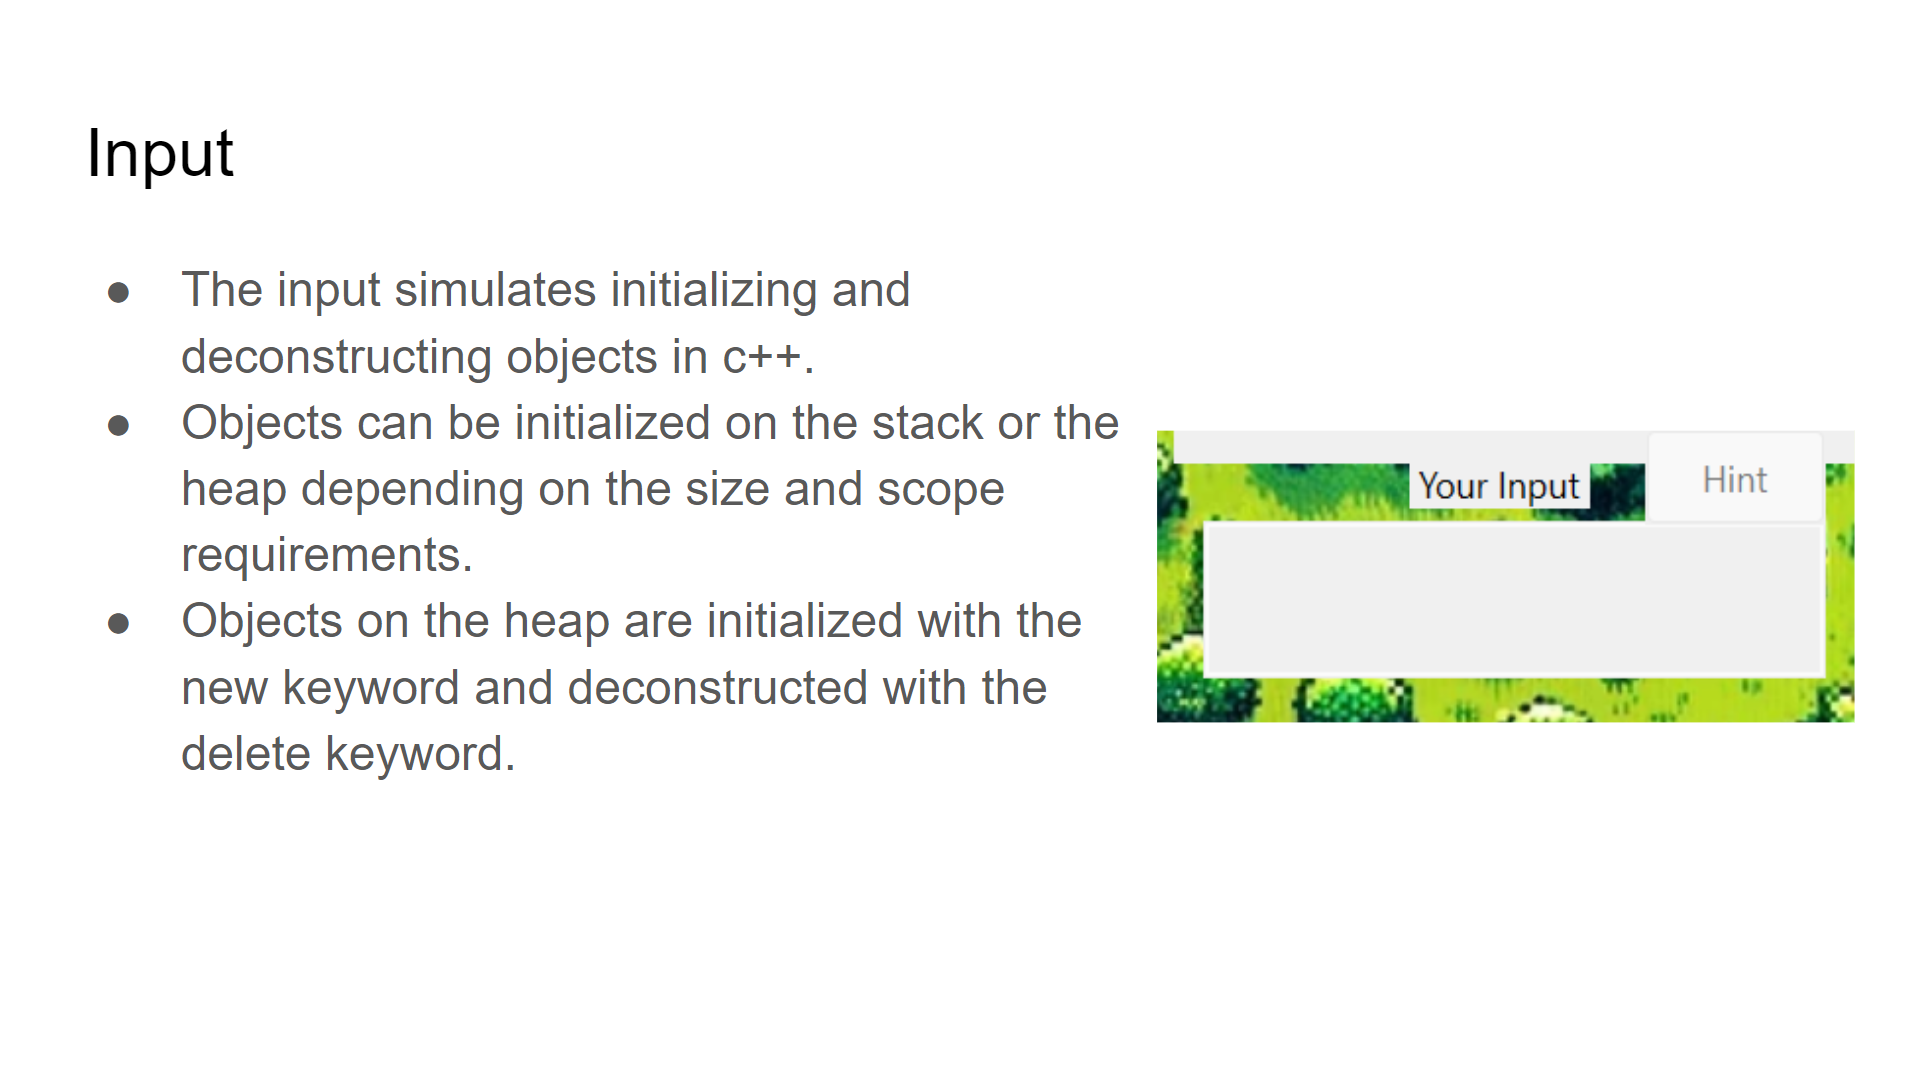 Input
● The input simulates initializing and
deconstructing objects in c++.
● Objects can be initialized on the stack or the
heap depending on the size and scope
requirements.
● Objects on the heap are initialized with the
new keyword and deconstructed with the
delete keyword.
Your Input
Hint